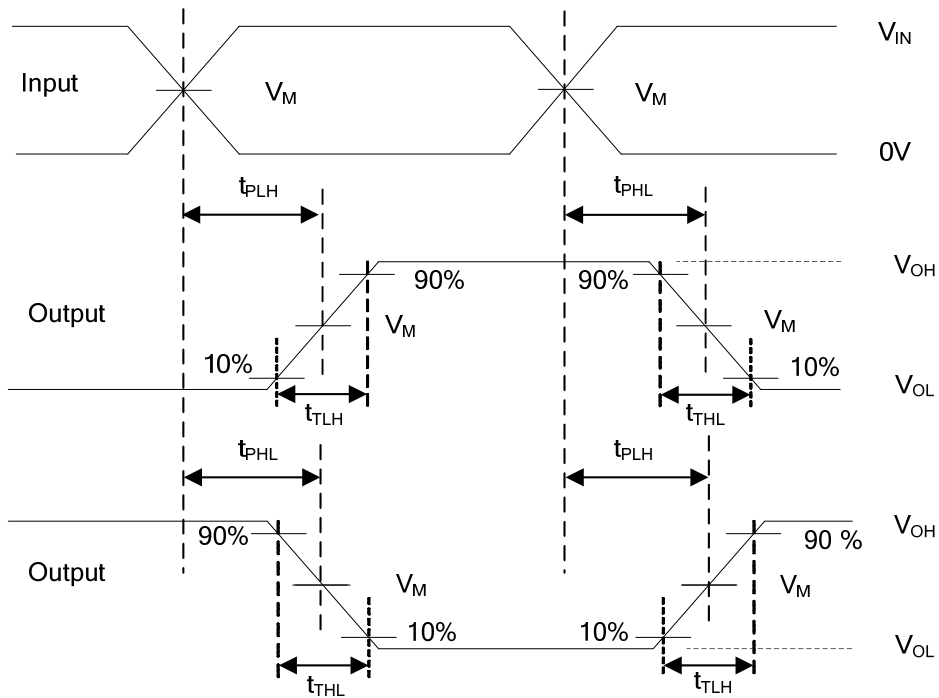 V_IN
Input
V_M
V_M
0V
t_PLH
t_PHL
V_OH
90%
90%
Output
V_M
V_M
10%
10%
V_OL
t_TLH
t_THL
t_PHL
t_PLH
V_OH
90%
90 %
Output
V_M
V_M
10%
10%
V_OL
t_THL
t_TLH